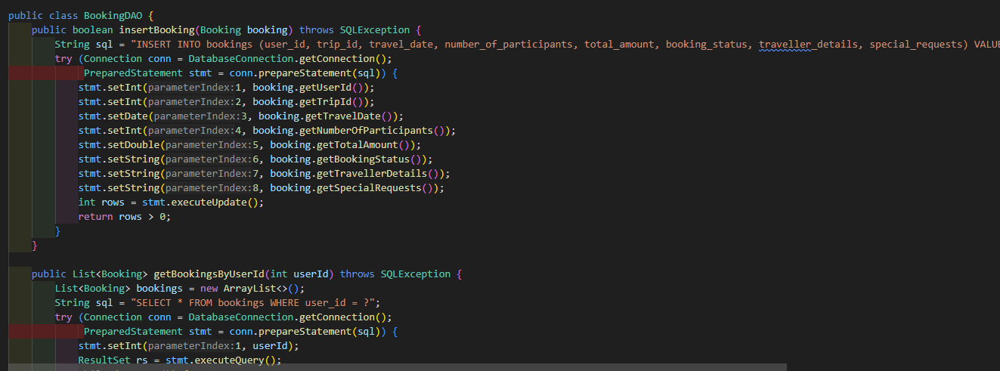 public class BookingDAO {
    public boolean insertBooking(Booking booking) throws SQLException {
        String sql = "INSERT INTO bookings (user_id, trip_id, travel_date, number_of_participants, total_amount, booking_status, traveller_details, special_requests) VALUE
        try (Connection conn = DatabaseConnection.getConnection();
             PreparedStatement stmt = conn.prepareStatement(sql)) {
            stmt.setInt(parameterIndex:1, booking.getUserId());
            stmt.setInt(parameterIndex:2, booking.getTripId());
            stmt.setDate(parameterIndex:3, booking.getTravelDate());
            stmt.setInt(parameterIndex:4, booking.getNumberOfParticipants());
            stmt.setDouble(parameterIndex:5, booking.getTotalAmount());
            stmt.setString(parameterIndex:6, booking.getBookingStatus());
            stmt.setString(parameterIndex:7, booking.getTravellerDetails());
            stmt.setString(parameterIndex:8, booking.getSpecialRequests());
            int rows = stmt.executeUpdate();
            return rows > 0;
        }
    }
    public List<Booking> getBookingsByUserId(int userId) throws SQLException {
        List<Booking> bookings = new ArrayList<>();
        String sql = "SELECT * FROM bookings WHERE user_id = ?";
        try (Connection conn = DatabaseConnection.getConnection();
             PreparedStatement stmt = conn.prepareStatement(sql)) {
            stmt.setInt(parameterIndex:1, userId);
            ResultSet rs = stmt.executeQuery();